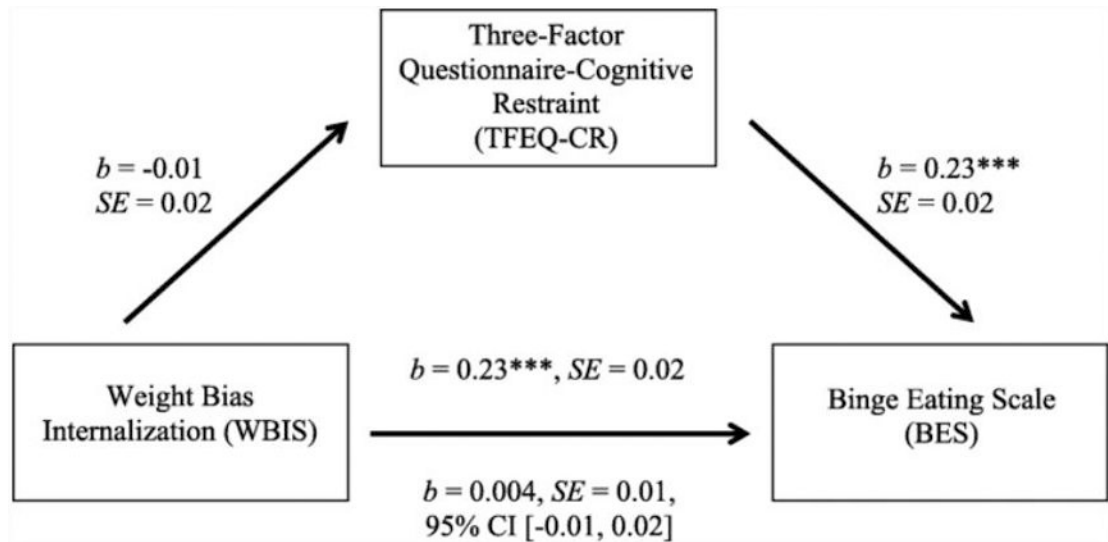 Three-Factor
Questionnaire-Cognitive
Restraint
(TFEQ-CR)
b = -0.01
SE = 0.02
b = 0.23***
SE = 0.02
Weight Bias
Internalization (WBIS)
b = 0.23***, SE = 0.02
b = 0.004, SE = 0.01,
95% CI [-0.01, 0.02]
Binge Eating Scale
(BES)